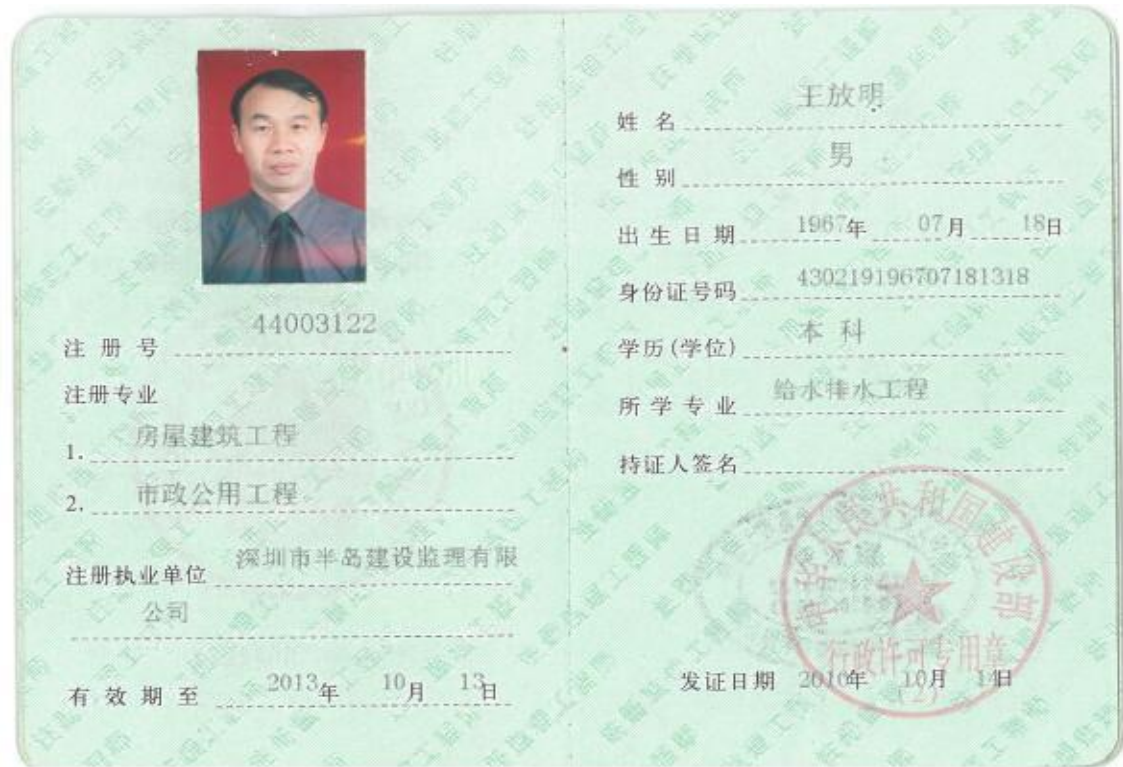 44003122
注 册 号
注册专业
1. 房屋建筑工程
2. 市政公用工程
注册执业单位 深圳市半岛建设监理有限
公司
有 效 期 至 2013年 10月 13日
姓 名 王放明
性 别 男
出 生 日 期 1967年 07月 18日
身份证号码 430219196707181318
学历(学位) 本 科
所 学 专 业 给水排水工程
持证人签名
中华人民共和国建设部
行政许可专用章
(2)
发证日期 2010年 10月 14日